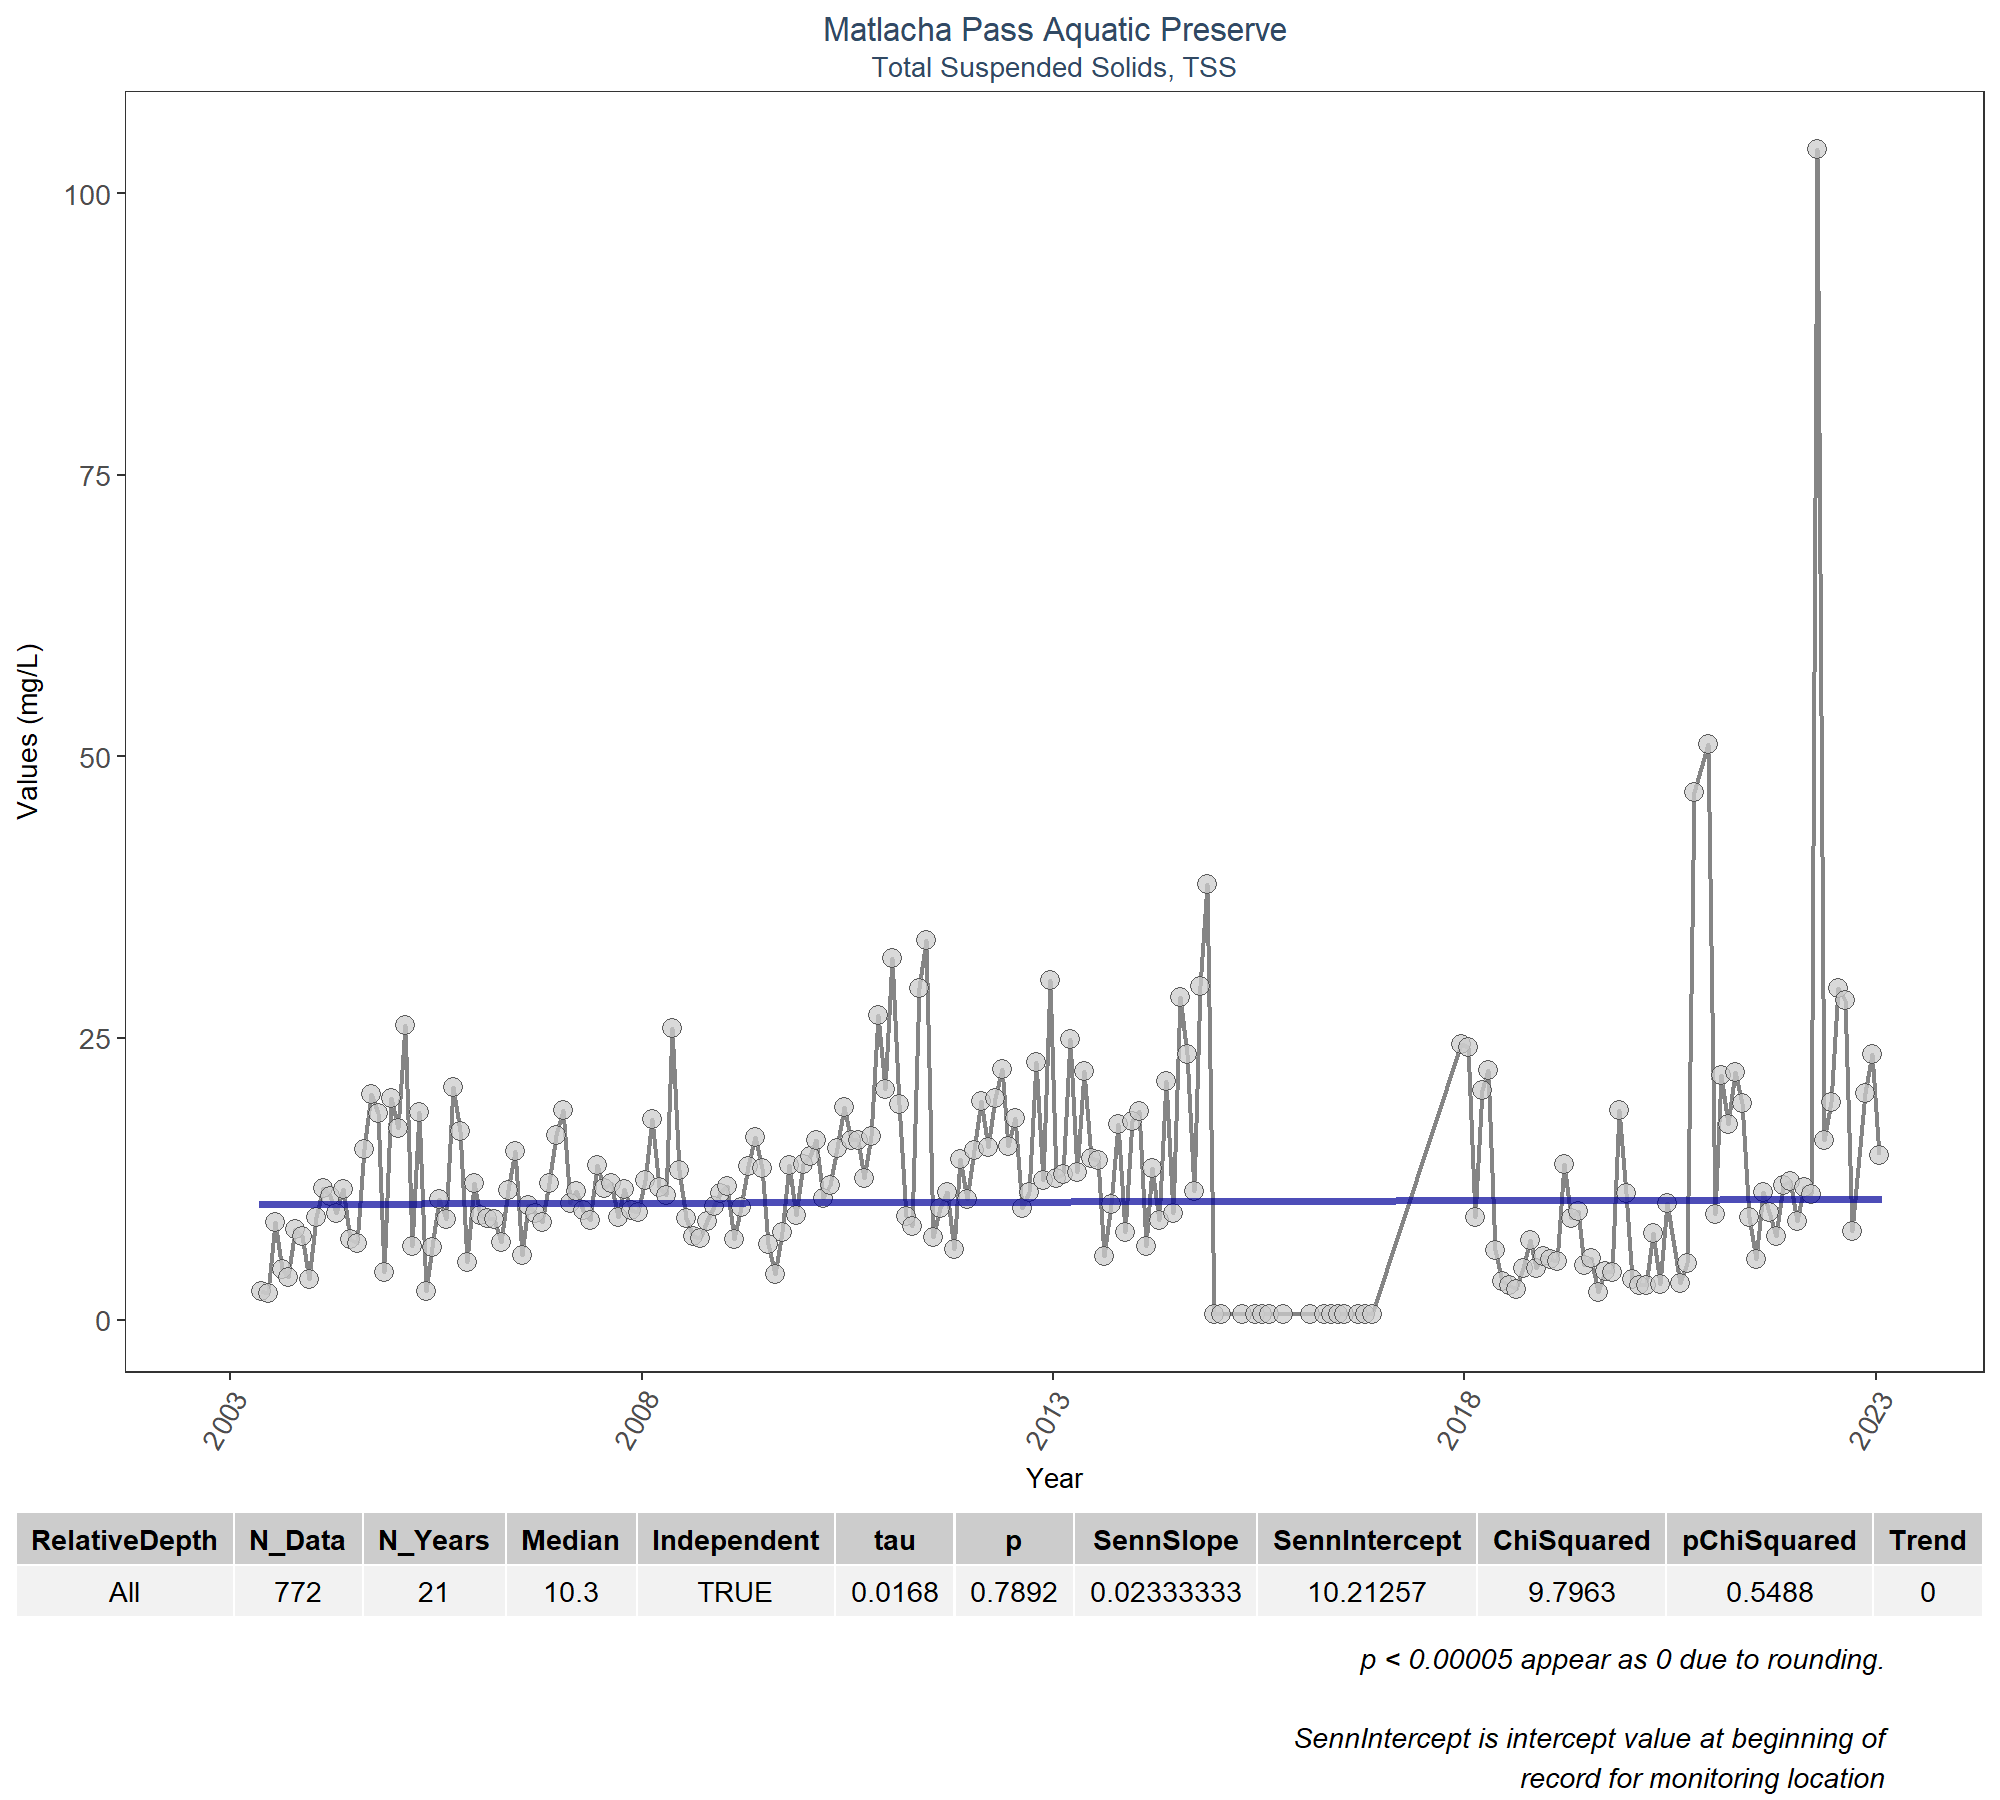 Matlacha Pass Aquatic Preserve
Total Suspended Solids, TSS
Values (mg/L)
100
75
50
25
0
2003 2008 2013 2018 2023
Year
RelativeDepth N_Data N_Years Median Independent tau p SennSlope SennIntercept ChiSquared pChiSquared Trend
All 772 21 10.3 TRUE 0.0168 0.7892 0.02333333 10.21257 9.7963 0.5488 0
p < 0.00005 appear as 0 due to rounding.
SennIntercept is intercept value at beginning of
record for monitoring location